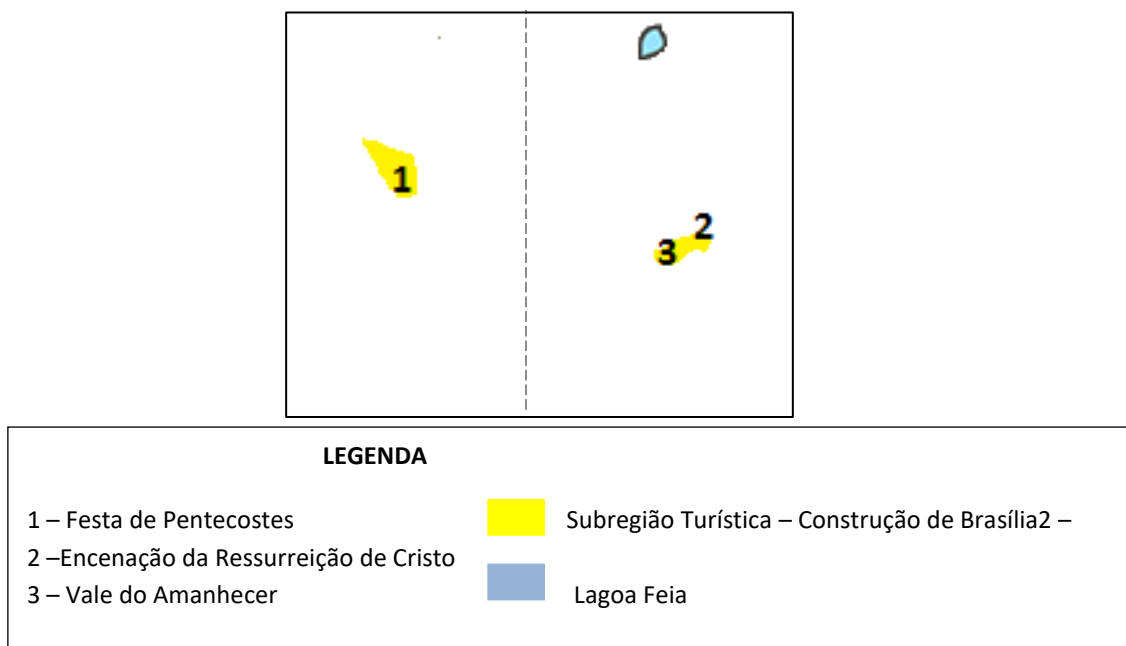 1
2
3
LEGENDA
1 – Festa de Pentecostes
Subregião Turística – Construção de Brasília2 –
2 –Encenação da Ressurreição de Cristo
3 – Vale do Amanhecer
Lagoa Feia